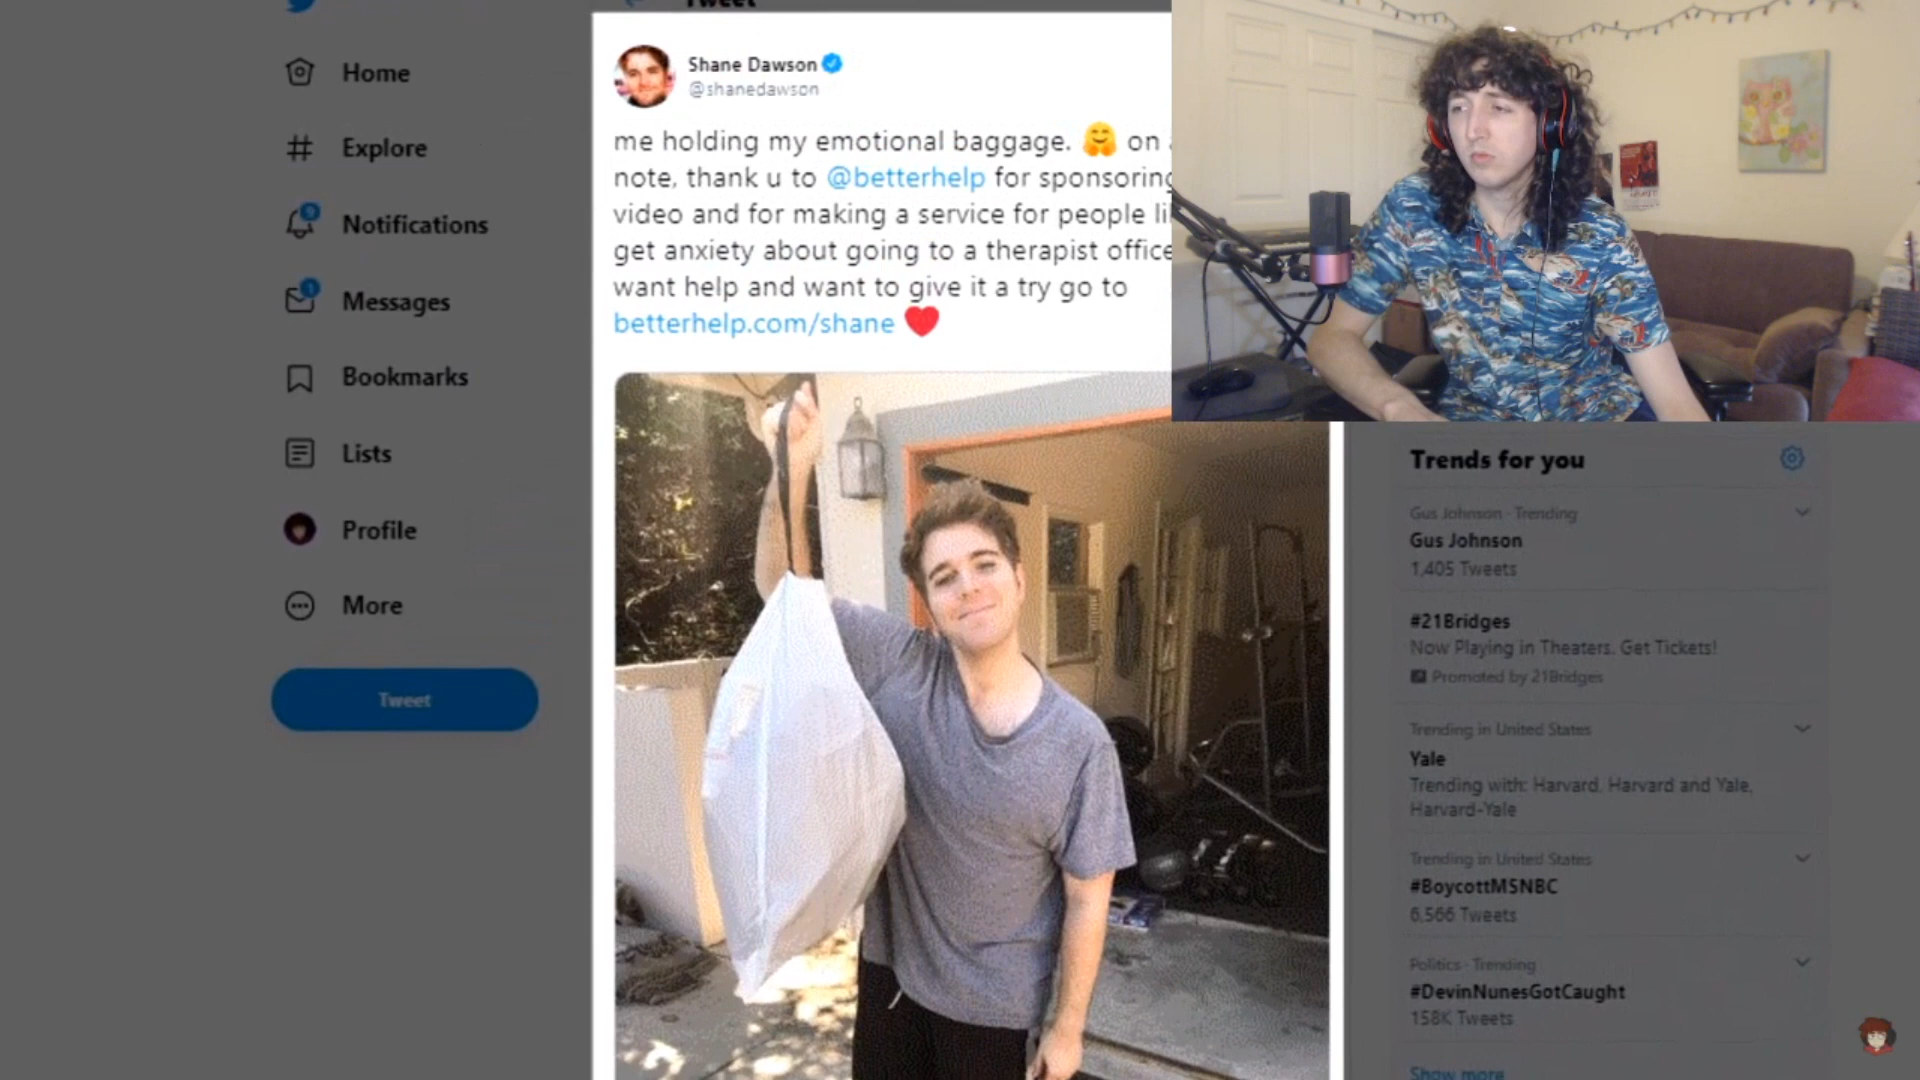 Tweet
Home
Explore
Notifications
9
Messages
1
Bookmarks
Lists
Profile
More
Tweet
Shane Dawson
@shanedawson
me holding my emotional baggage. 🤗 on
note, thank u to @betterhelp for sponsoring
video and for making a service for people
get anxiety about going to a therapist office
want help and want to give it a try go to
betterhelp.com/shane ❤️
Trends for you
Gus Johnson · Trending
Gus Johnson
1,405 Tweets
#21Bridges
Now Playing in Theaters. Get Tickets!
Promoted by 21Bridges
Trending in United States
Yale
Trending with: Harvard, Harvard and Yale,
Harvard-Yale
Trending in United States
#BoycottMSNBC
6,566 Tweets
Politics · Trending
#DevinNunesGotCaught
158K Tweets
Show more